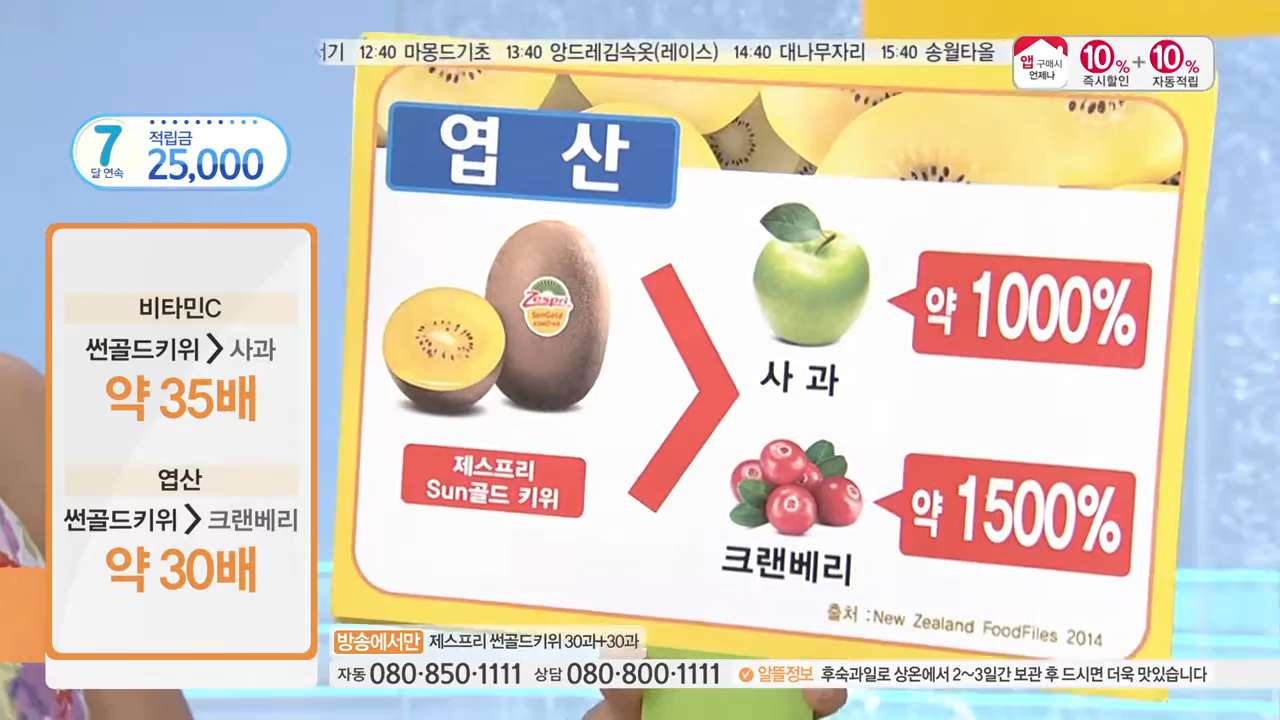 서기 12:40 마몽드기초 13:40 앙드레김속옷(레이스) 14:40 대나무자리 15:40 송월타올
앱 구매시
언제나
10% + 10%
즉시할인 자동적립
7
달 연속
적립금
25,000
비타민C
썬골드키위 > 사과
약 35배
엽산
썬골드키위 > 크랜베리
약 30배
엽 산
Zespri
SunGold
제스프리
Sun골드 키위
사 과
약 1000%
크랜베리
약 1500%
출처 : New Zealand FoodFiles 2014
방송에서만 제스프리 썬골드키위 30과+30과
자동 080·850·1111 상담 080·800·1111
알뜰정보 후숙과일로 상온에서 2~3일간 보관 후 드시면 더욱 맛있습니다